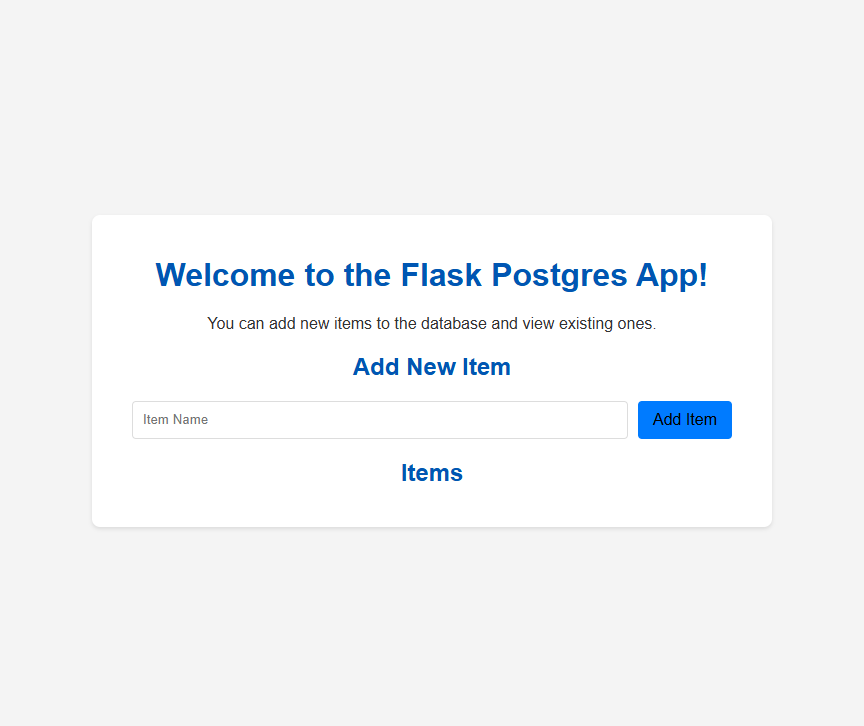 Welcome to the Flask Postgres App!
You can add new items to the database and view existing ones.
Add New Item
Item Name
Add Item
Items